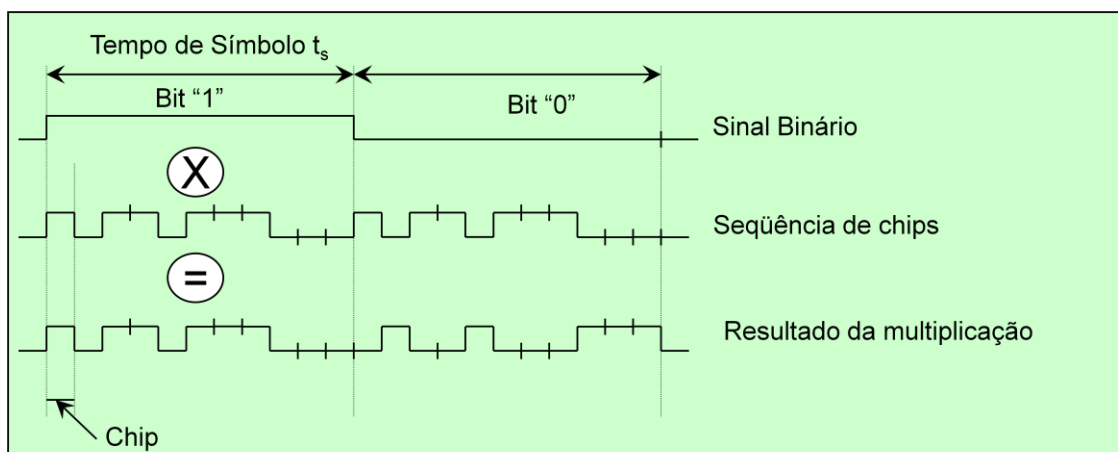 Tempo de Símbolo ts
Bit “1”
Bit “0”
Sinal Binário
X
Seqüência de chips
=
Resultado da multiplicação
Chip